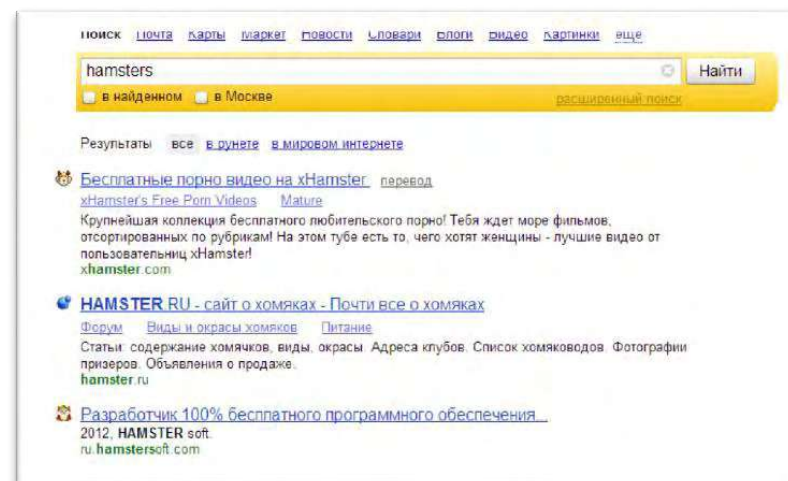 Поиск Почта Карты Маркет Новости Словари Блоги Видео Картинки ещё
hamsters Найти
в найденном в Москве расширенный поиск
Результаты все в рунете в мировом интернете
Бесплатные порно видео на xHamster перевод
xHamster's Free Porn Videos Mature
Крупнейшая коллекция бесплатного любительского порно! Тебя ждет море фильмов,
отсортированных по рубрикам! На этом тубе есть то, чего хотят женщины - лучшие видео от
пользовательниц xHamster!
xhamster.com
HAMSTER.RU - сайт о хомяках - Почти все о хомяках
Форум Виды и окрасы хомяков Питание
Статьи: содержание хомячков, виды, окрасы. Адреса клубов. Список хомяководов. Фотографии
призеров. Объявления о продаже.
hamster.ru
Разработчик 100% бесплатного программного обеспечения...
2012, HAMSTER soft.
ru.hamstersoft.com